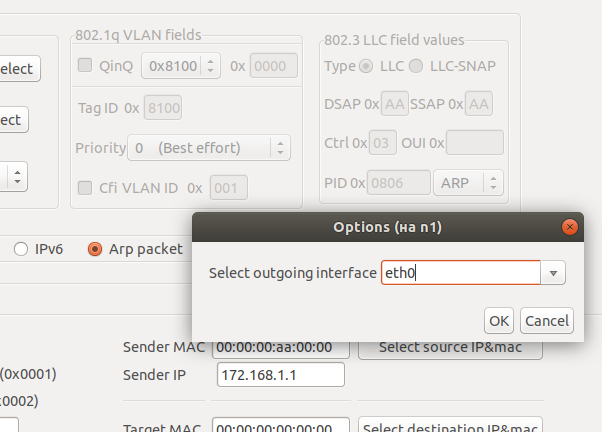 802.1q VLAN fields
802.3 LLC field values
QinQ 0x8100 0x 0000
elect
Type LLC LLC-SNAP
Tag ID 0x 8100
DSAP 0x AA SSAP 0x AA
ect
Priority 0 (Best effort)
Ctrl 0x 03 OUI 0x
Cfi VLAN ID 0x 001
PID 0x 0806 ARP
Options (на n1)
IPv6 Arp packet
Select outgoing interface eth0
OK Cancel
Sender MAC 00:00:00:aa:00:00 Select source IP&mac
(0x0001)
Sender IP 172.168.1.1
0002)
Target MAC 00:00:00:00:00:00 Select destination IP&mac